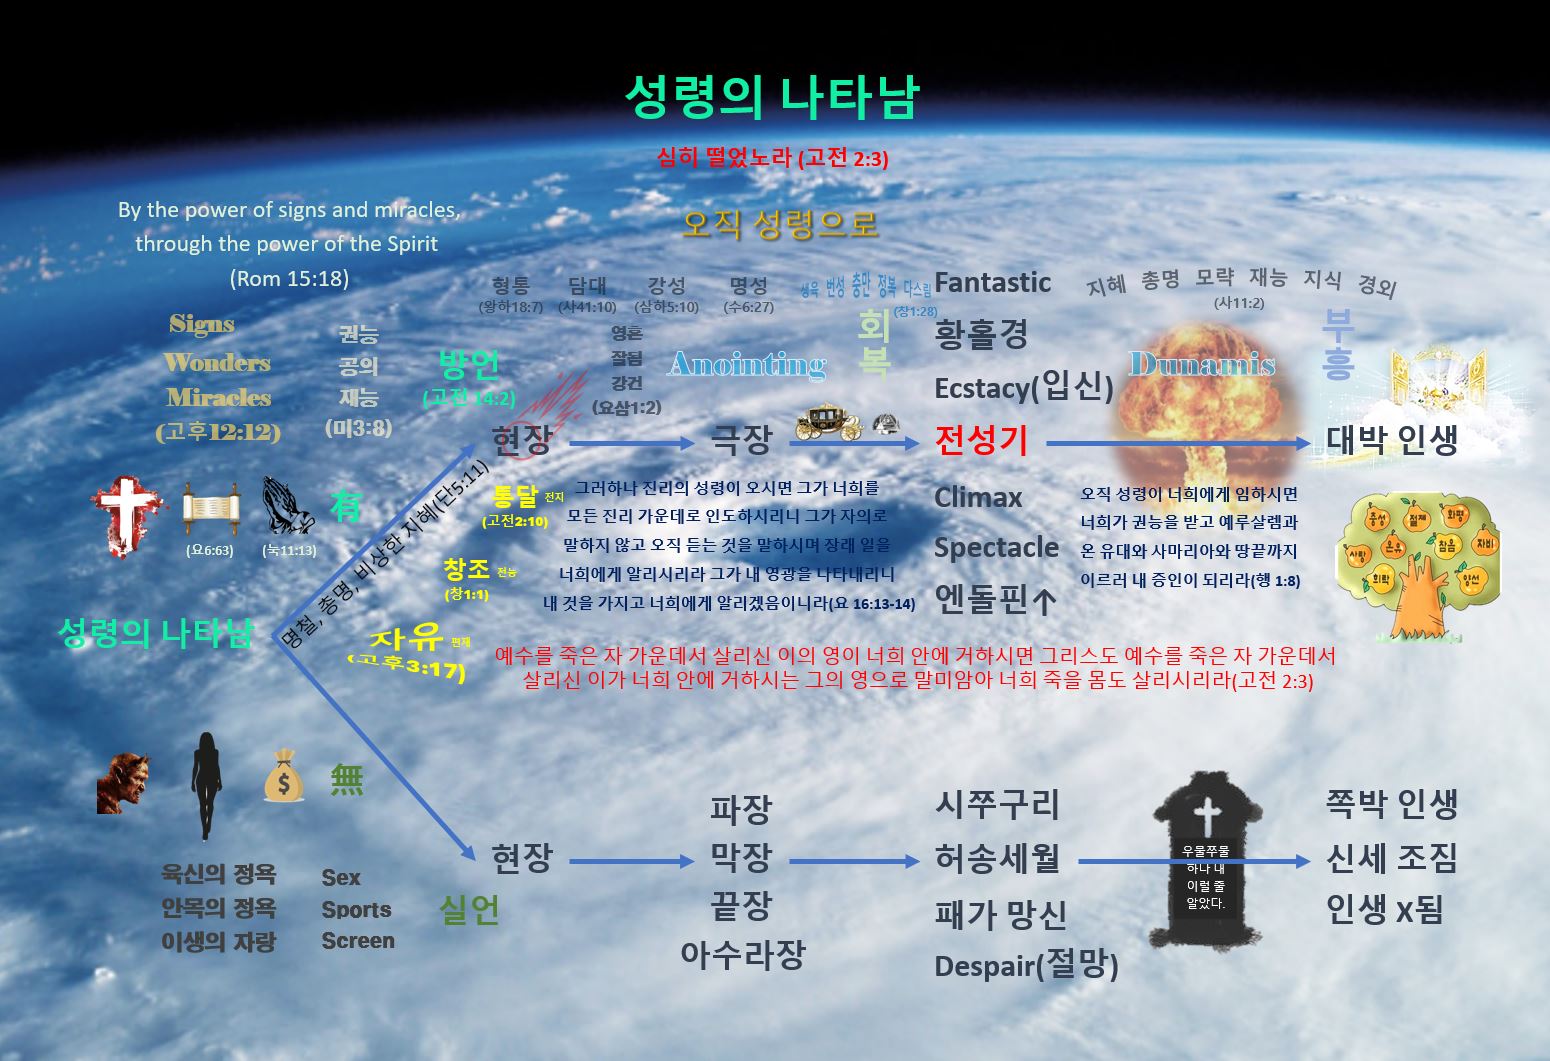 성령의 나타남
심히 떨었노라 (고전 2:3)
By the power of signs and miracles,
through the power of the Spirit
(Rom 15:18)
오직 성령으로
형통
(왕하18:7)
담대
(사41:10)
강성
(삼하5:10)
명성
(수6:27)
생육 번성 충만 정복 다스림
(창1:28)
Fantastic
지혜 총명 모략 재능 지식 경외
(사11:2)
Signs
Wonders
Miracles
(고후12:12)
권능
공의
재능
(미3:8)
방언
(고전 14:2)
영혼
잘됨
강건
(요삼1:2)
Anointing
회
복
황홀경
Ecstacy(입신)
Dunamis
부
흥
현장
극장
전성기
대박 인생
有
(요6:63)
(눅11:13)
명철, 총명, 비상한 지혜(단5:11)
통달 전지
(고전2:10)
창조 전능
(창1:1)
자유 편재
(고후3:17)
그러하나 진리의 성령이 오시면 그가 너희를
모든 진리 가운데로 인도하시리니 그가 자의로
말하지 않고 오직 듣는 것을 말하시며 장래 일을
너희에게 알리시리라 그가 내 영광을 나타내리니
내 것을 가지고 너희에게 알리겠음이니라(요 16:13-14)
Climax
Spectacle
엔돌핀↑
오직 성령이 너희에게 임하시면
너희가 권능을 받고 예루살렘과
온 유대와 사마리아와 땅끝까지
이르러 내 증인이 되리라(행 1:8)
충성
절제
화평
사랑
온유
참음
자비
희락
양선
성령의 나타남
예수를 죽은 자 가운데서 살리신 이의 영이 너희 안에 거하시면 그리스도 예수를 죽은 자 가운데서
살리신 이가 너희 안에 거하시는 그의 영으로 말미암아 너희 죽을 몸도 살리시리라(고전 2:3)
$
無
육신의 정욕
안목의 정욕
이생의 자랑
Sex
Sports
Screen
현장
실언
파장
막장
끝장
아수라장
시쭈구리
허송세월
패가 망신
Despair(절망)
우물쭈물
하다 내
이럴 줄
알았다.
쪽박 인생
신세 조짐
인생 X됨